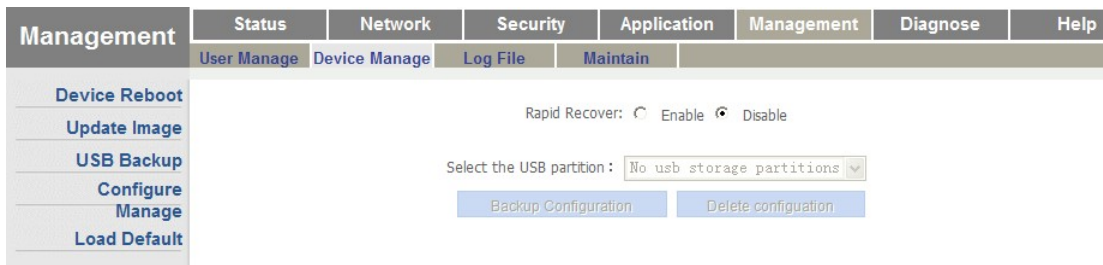 Management
Status Network Security Application Management Diagnose Help
User Manage Device Manage Log File Maintain
Device Reboot
Update Image
USB Backup
Configure
Manage
Load Default
Rapid Recover: Enable Disable
Select the USB partition: No usb storage partitions
Backup Configuration Delete configuation